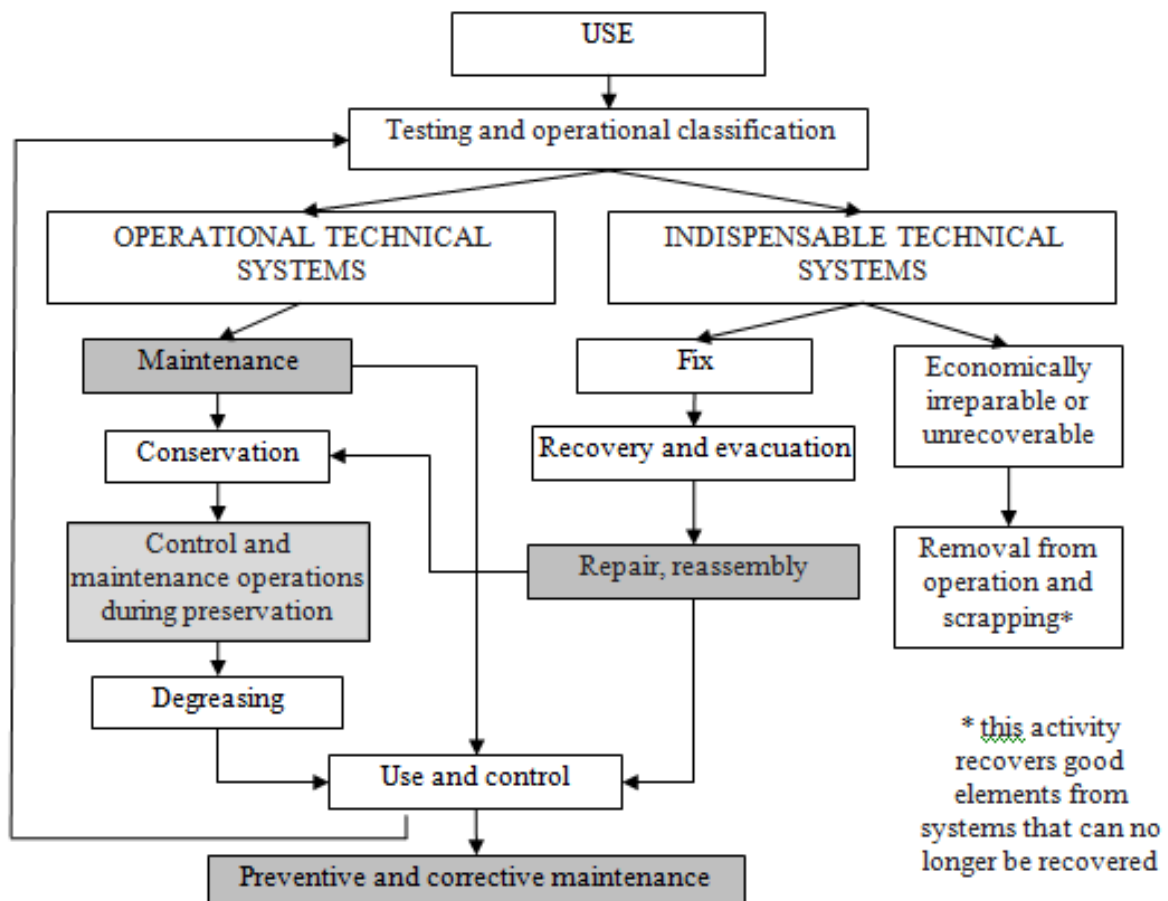 USE
Testing and operational classification
OPERATIONAL TECHNICAL
SYSTEMS
INDISPENSABLE TECHNICAL
SYSTEMS
Maintenance
Fix
Economically
irreparable or
unrecoverable
Conservation
Recovery and evacuation
Control and
maintenance operations
during preservation
Repair, reassembly
Removal from
operation and
scrapping*
Degreasing
Use and control
Preventive and corrective maintenance
* this activity
recovers good
elements from
systems that can no
longer be recovered